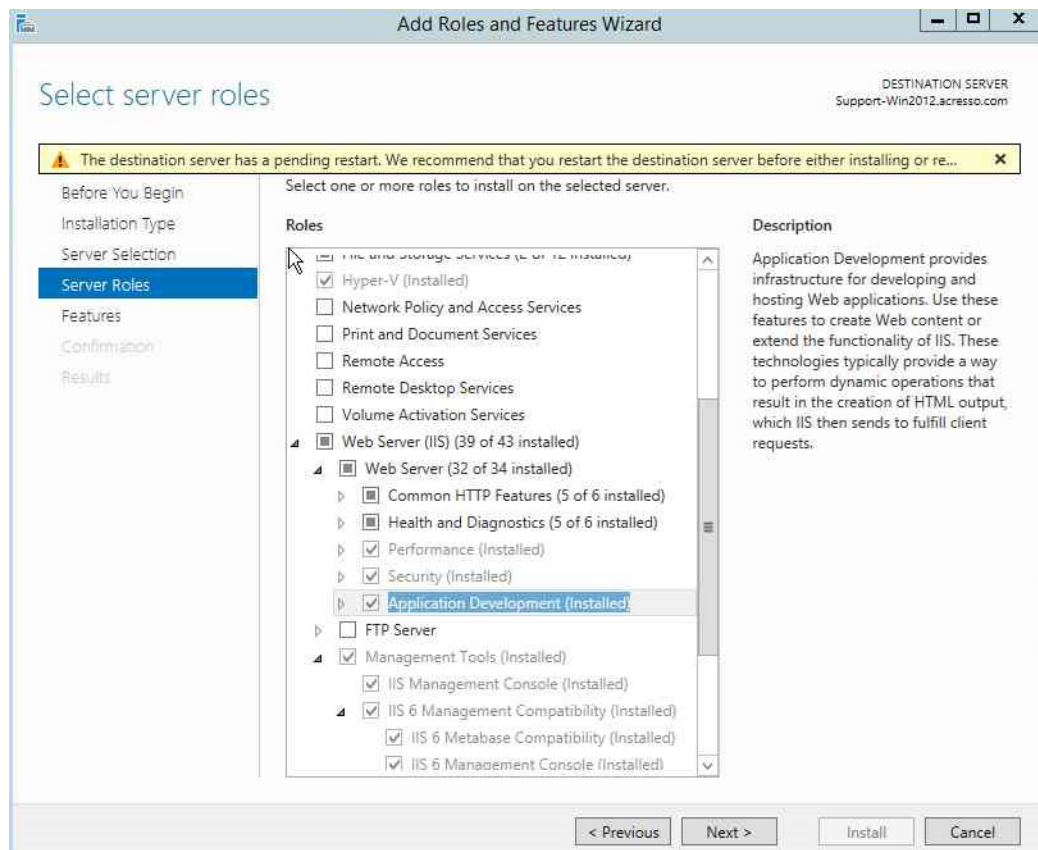 Add Roles and Features Wizard
Select server roles
DESTINATION SERVER
Support-Win2012.acresso.com
The destination server has a pending restart. We recommend that you restart the destination server before either installing or re...
Before You Begin
Installation Type
Server Selection
Server Roles
Features
Confirmation
Results
Select one or more roles to install on the selected server.
Roles
File and Storage Services (2 of 12 installed)
Hyper-V (Installed)
Network Policy and Access Services
Print and Document Services
Remote Access
Remote Desktop Services
Volume Activation Services
Web Server (IIS) (39 of 43 installed)
Web Server (32 of 34 installed)
Common HTTP Features (5 of 6 installed)
Health and Diagnostics (5 of 6 installed)
Performance (Installed)
Security (Installed)
Application Development (Installed)
FTP Server
Management Tools (Installed)
IIS Management Console (Installed)
IIS 6 Management Compatibility (Installed)
IIS 6 Metabase Compatibility (Installed)
IIS 6 Management Console (Installed)
Description
Application Development provides
infrastructure for developing and
hosting Web applications. Use these
features to create Web content or
extend the functionality of IIS. These
technologies typically provide a way
to perform dynamic operations that
result in the creation of HTML output,
which IIS then sends to fulfill client
requests.
< Previous
Next >
Install
Cancel